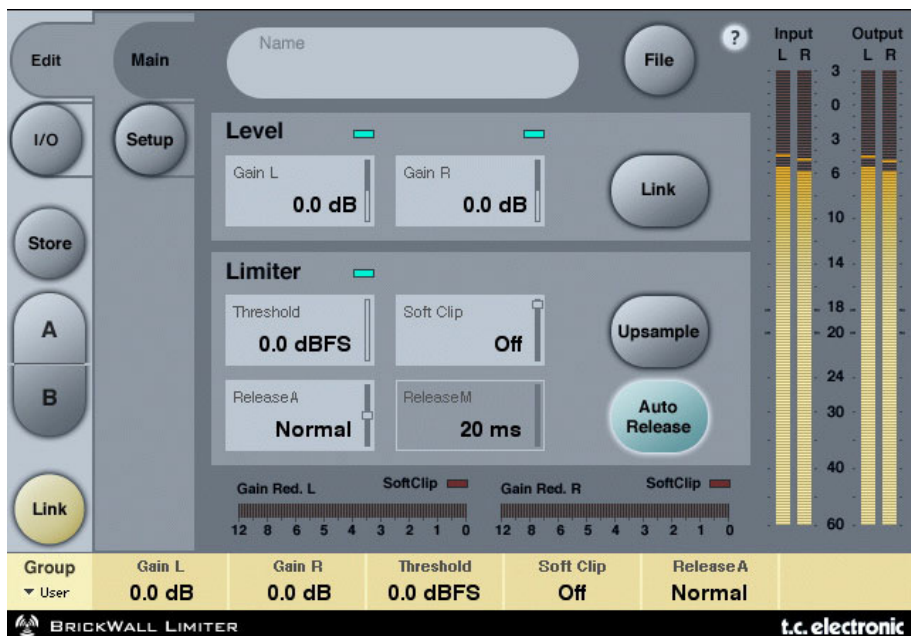 Edit
Main
Name
File
?
Input
Output
L R
L R
I/O
Setup
Level
Gain L
0.0 dB
Gain R
0.0 dB
Link
Store
Limiter
Threshold
0.0 dBFS
Soft Clip
Off
Upsample
A
B
ReleaseA
Normal
ReleaseM
20 ms
Auto
Release
Link
Gain Red. L
SoftClip
12 8 6 5 4 3 2 1 0
Gain Red. R
SoftClip
12 8 6 5 4 3 2 1 0
3
0
3
6
10
14
18
20
24
30
40
60
Group
User
Gain L
0.0 dB
Gain R
0.0 dB
Threshold
0.0 dBFS
Soft Clip
Off
ReleaseA
Normal
BRICKWALL LIMITER
t.c. electronic